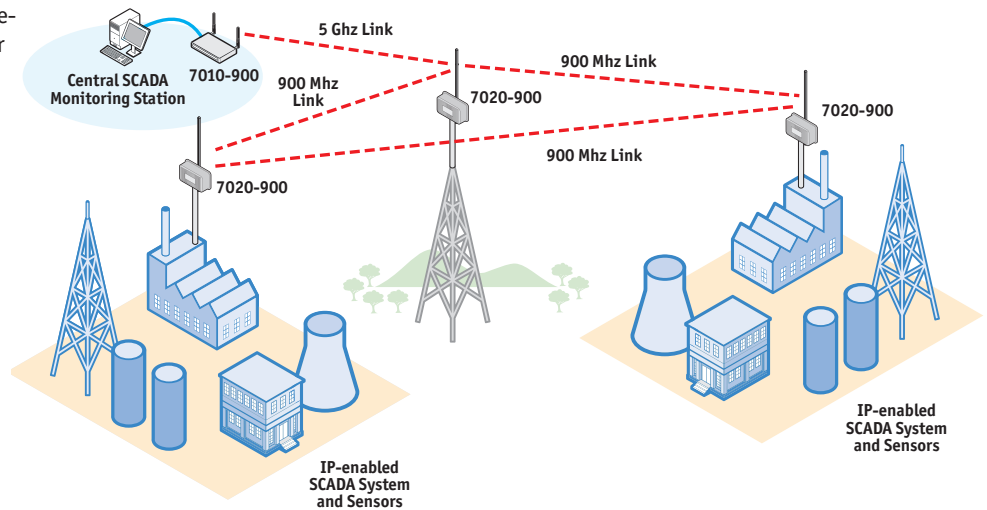 e-
r
5 Ghz Link
7010-900
Central SCADA
Monitoring Station
900 Mhz
Link
900 Mhz Link
7020-900
7020-900
900 Mhz Link
7020-900
IP-enabled
SCADA System
and Sensors
IP-enabled
SCADA System
and Sensors